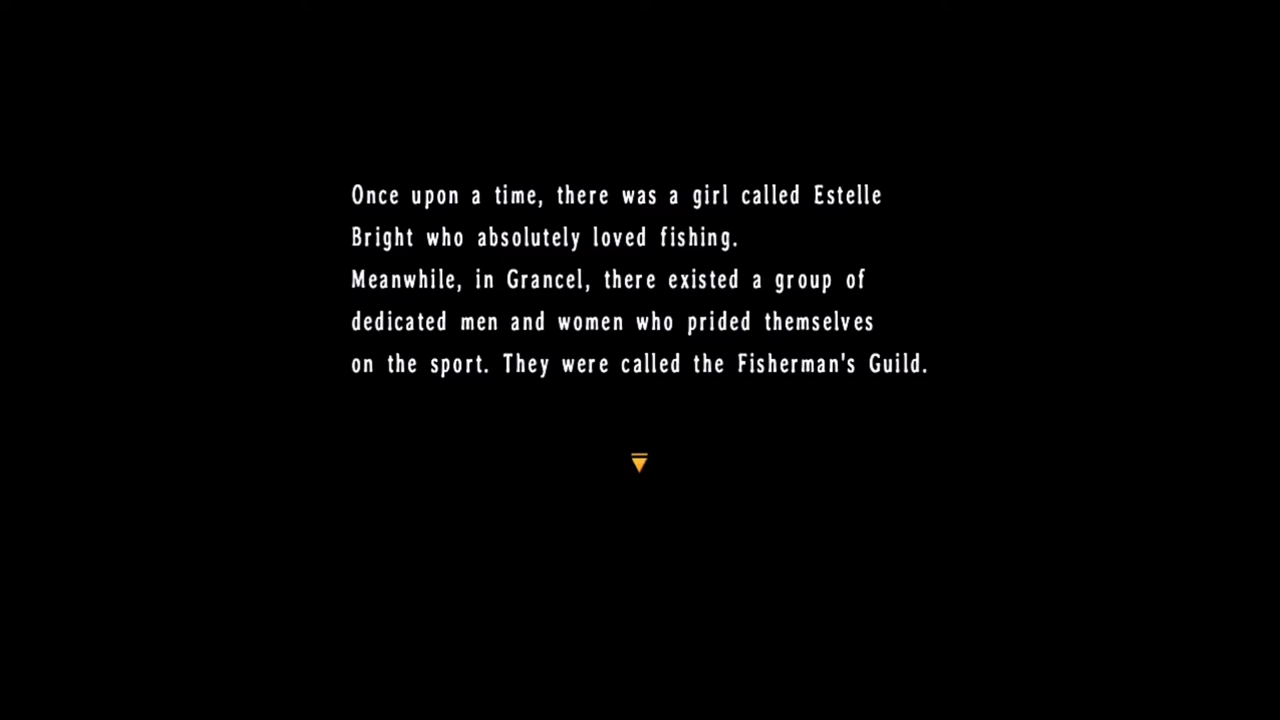 Once upon a time, there was a girl called Estelle
Bright who absolutely loved fishing.
Meanwhile, in Grancel, there existed a group of
dedicated men and women who prided themselves
on the sport. They were called the Fisherman's Guild.